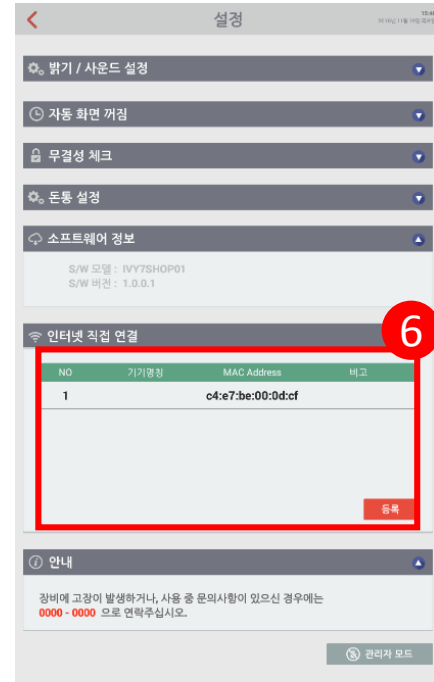 설정
밝기 / 사운드 설정
자동 화면 꺼짐
무결성 체크
돈통 설정
소프트웨어 정보
S/W 모델 : IVY7SHOP01
S/W 버전 : 1.0.0.1
인터넷 직접 연결
6
NO 기기명칭 MAC Address 비고
1 c4:e7:be:00:0d:cf
등록
안내
장비에 고장이 발생하거나, 사용 중 문의사항이 있으신 경우에는
0000 - 0000 으로 연락주십시오.
관리자 모드